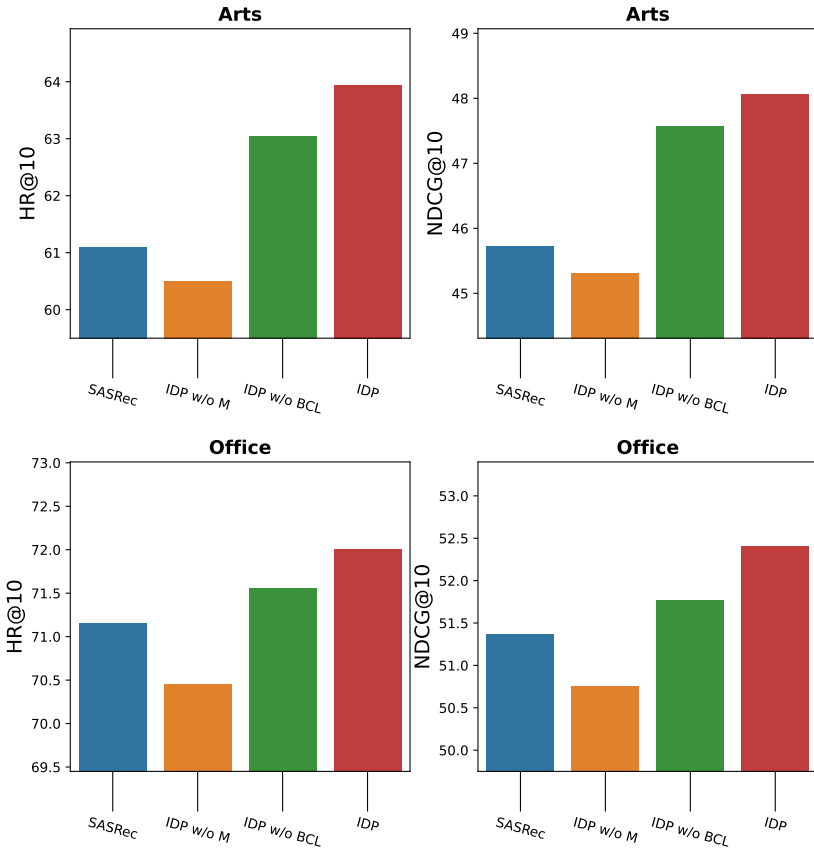 Arts
HR@10
64
63
62
61
60
SASRec
IDP w/o M
IDP w/o BCL
IDP
Arts
NDCG@10
49
48
47
46
45
SASRec
IDP w/o M
IDP w/o BCL
IDP
Office
HR@10
73.0
72.5
72.0
71.5
71.0
70.5
70.0
69.5
SASRec
IDP w/o M
IDP w/o BCL
IDP
Office
NDCG@10
53.0
52.5
52.0
51.5
51.0
50.5
50.0
SASRec
IDP w/o M
IDP w/o BCL
IDP